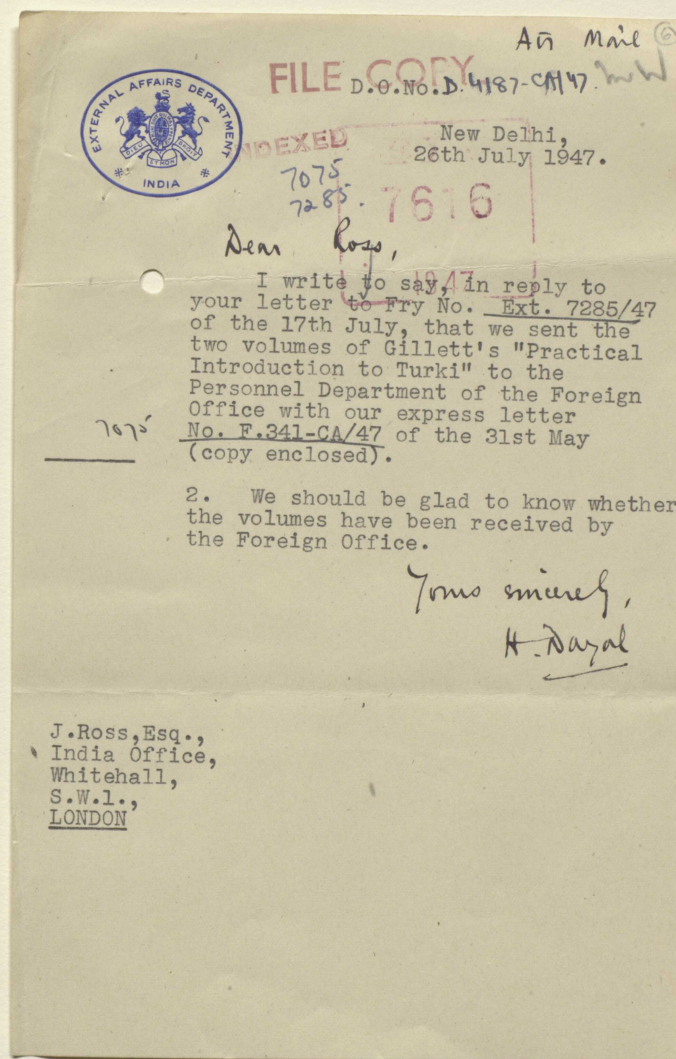 Air Mail
6
FILE COPY
D.O.No.D.4187-CA/47.
EXTERNAL AFFAIRS DEPARTMENT
INDIA
INDEXED
New Delhi,
26th July 1947.
7075
7285.
7616
1947
Dear Ross,
I write to say, in reply to
your letter to Fry No. Ext. 7285/47
of the 17th July, that we sent the
two volumes of Gillett's "Practical
Introduction to Turki" to the
Personnel Department of the Foreign
Office with our express letter
7075
No. F.341-CA/47 of the 31st May
(copy enclosed).
2. We should be glad to know whether
the volumes have been received by
the Foreign Office.
Yours sincerely,
H. Dayal
J.Ross,Esq.,
India Office,
Whitehall,
S.W.1.,
LONDON